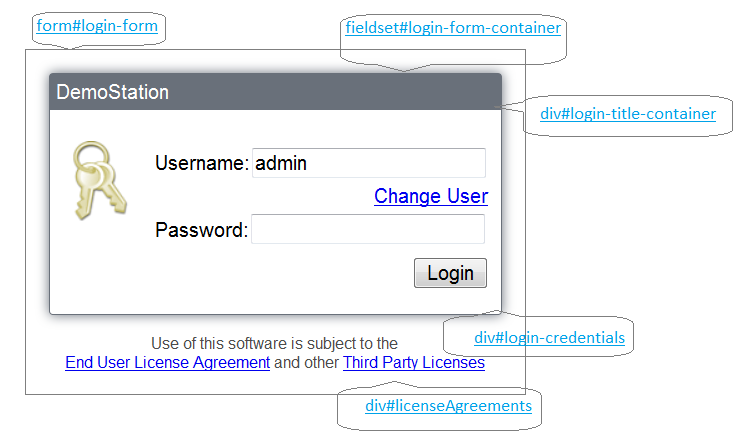 form#login-form
fieldset#login-form-container
DemoStation
div#login-title-container
Username: admin
Change User
Password:
Login
div#login-credentials
Use of this software is subject to the
End User License Agreement and other Third Party Licenses
div#licenseAgreements